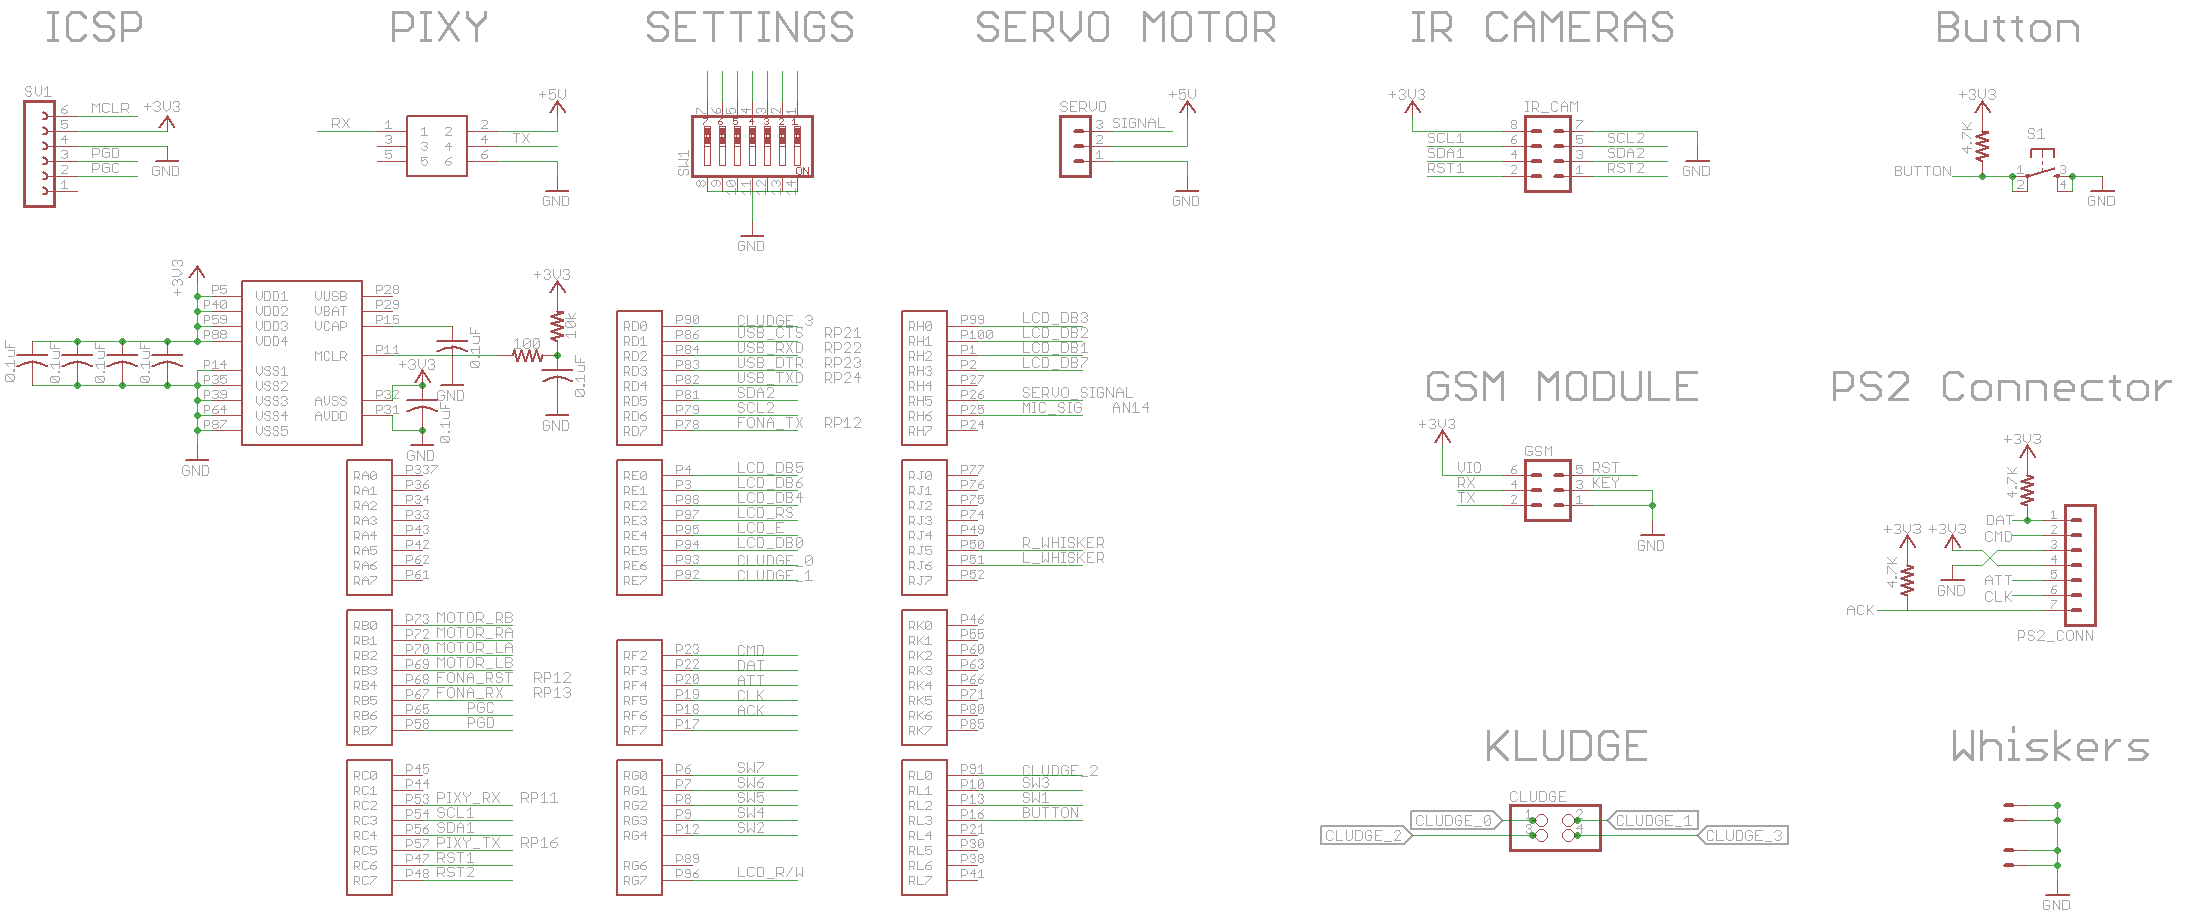 ICSP
PIXY
SETTINGS
SERVO MOTOR
IR CAMERAS
Button
SV1
6 MCLR
5 +3V3
4
3 PGD
2 PGC
1
GND
RX
+5V
TX
1 1 2 2
3 3 4 4
5 5 6 6
GND
7 6 5 4 3 2 1
7 6 5 4 3 2 1
SW1
ON
8 9 10 11 12 13 14
GND
SERVO
+5V
3 SIGNAL
2
1
GND
+3V3
IR_CAM
8 7
SCL1 6 5 SCL2
SDA1 4 3 SDA2
RST1 2 1 RST2
GND
+3V3
4.7K
S1
BUTTON
1 3
2 4
GND
+3V3
P5 VDD1 VUSB P28
P40 VDD2 VBAT P29
P59 VDD3 VCAP P15
P88 VDD4
MCLR P11
P14 VSS1
P35 VSS2
P39 VSS3 AVSS P32
P64 VSS4 AVDD P31
P87 VSS5
0.1uF
0.1uF
0.1uF
0.1uF
GND
0.1uF
GND
+3V3
0.1uF
GND
+3V3
10k
100
0.1uF
GND
RA0 P337
RA1 P36
RA2 P34
RA3 P33
RA4 P43
RA5 P42
RA6 P62
RA7 P61
RB0 P73 MOTOR_RB
RB1 P72 MOTOR_RA
RB2 P70 MOTOR_LA
RB3 P69 MOTOR_LB
RB4 P68 FONA_RST RP12
RB5 P67 FONA_RX RP13
RB6 P65 PGC
RB7 P58 PGD
RC0 P45
RC1 P44
RC2 P53 PIXY_RX RP11
RC3 P54 SCL1
RC4 P56 SDA1
RC5 P57 PIXY_TX RP16
RC6 P47 RST1
RC7 P48 RST2
RD0 P90 CLUDGE_3
RD1 P86 USB_CTS RP21
RD2 P84 USB_RXD RP22
RD3 P83 USB_DTR RP23
RD4 P82 USB_TXD RP24
RD5 P81 SDA2
RD6 P79 SCL2
RD7 P78 FONA_TX RP12
RE0 P4 LCD_DB5
RE1 P3 LCD_DB6
RE2 P98 LCD_DB4
RE3 P97 LCD_RS
RE4 P95 LCD_E
RE5 P94 LCD_DB0
RE6 P93 CLUDGE_0
RE7 P92 CLUDGE_1
RF2 P23 CMD
RF3 P22 DAT
RF4 P20 ATT
RF5 P19 CLK
RF6 P18 ACK
RF7 P17
RG0 P6 SW7
RG1 P7 SW6
RG2 P8 SW5
RG3 P9 SW4
RG4 P12 SW2
RG6 P89
RG7 P96 LCD_R/W
RH0 P99 LCD_DB3
RH1 P100 LCD_DB2
RH2 P1 LCD_DB1
RH3 P2 LCD_DB7
RH4 P27
RH5 P26 SERVO_SIGNAL
RH6 P25 MIC_SIG AN14
RH7 P24
RJ0 P77
RJ1 P76
RJ2 P75
RJ3 P74
RJ4 P49
RJ5 P50 R_WHISKER
RJ6 P51 L_WHISKER
RJ7 P52
RK0 P46
RK1 P55
RK2 P60
RK3 P63
RK4 P66
RK5 P71
RK6 P80
RK7 P85
RL0 P91 CLUDGE_2
RL1 P10 SW3
RL2 P13 SW1
RL3 P16 BUTTON
RL4 P21
RL5 P30
RL6 P38
RL7 P41
GSM MODULE
+3V3
GSM
VIO 6 5 RST
RX 4 3 KEY
TX 2 1
GND
PS2 Connector
+3V3
4.7K
+3V3
+3V3
4.7K
DAT 1
CMD 2
3
4
GND
ATT 5
CLK 6
ACK 7
PS2_CONN
KLUDGE
CLUDGE
CLUDGE_0 1 2 CLUDGE_1
CLUDGE_2 3 4 CLUDGE_3
Whiskers
GND